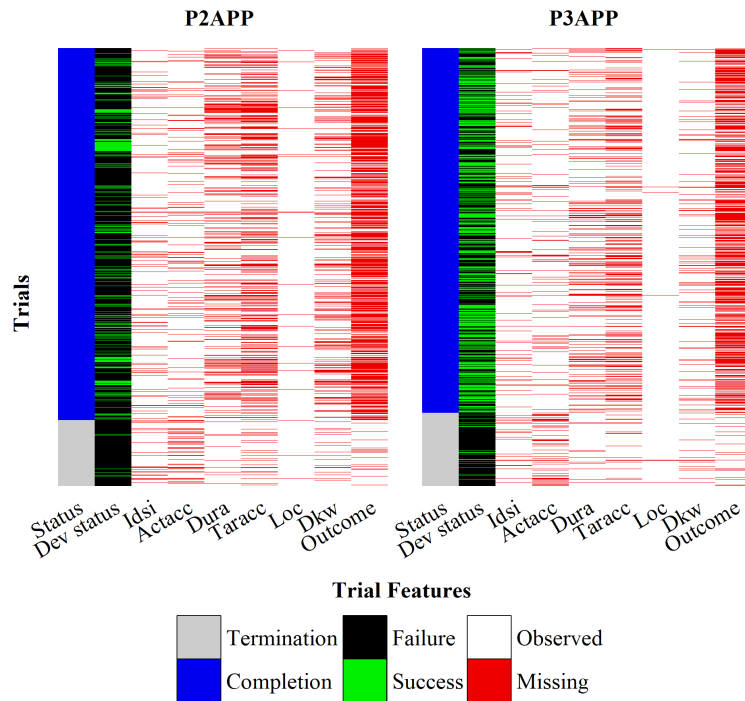 P2APP
P3APP
Trials
Status
Dev status
Idsi
Actacc
Dura
Taracc
Loc
Dkw
Outcome
Status
Dev status
Idsi
Actacc
Dura
Taracc
Loc
Dkw
Outcome
Trial Features
Termination
Failure
Observed
Completion
Success
Missing